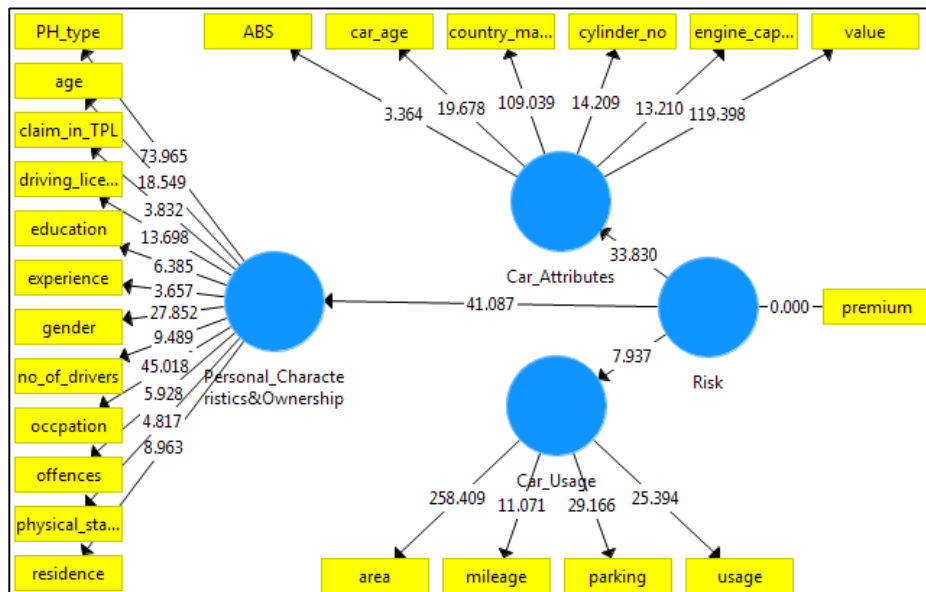 PH_type
ABS
car_age
country_ma...
cylinder_no
engine_cap...
value
age
claim_in_TPL
driving_lice...
education
experience
gender
no_of_drivers
occpation
offences
physical_sta...
residence
3.364
19.678
109.039
14.209
13.210
119.398
73.965
18.549
3.832
13.698
6.385
3.657
27.852
9.489
45.018
5.928
4.817
8.963
Car_Attributes
33.830
41.087
0.000
premium
7.937
Risk
Personal_Characte
ristics&Ownership
Car_Usage
258.409
11.071
29.166
25.394
area
mileage
parking
usage